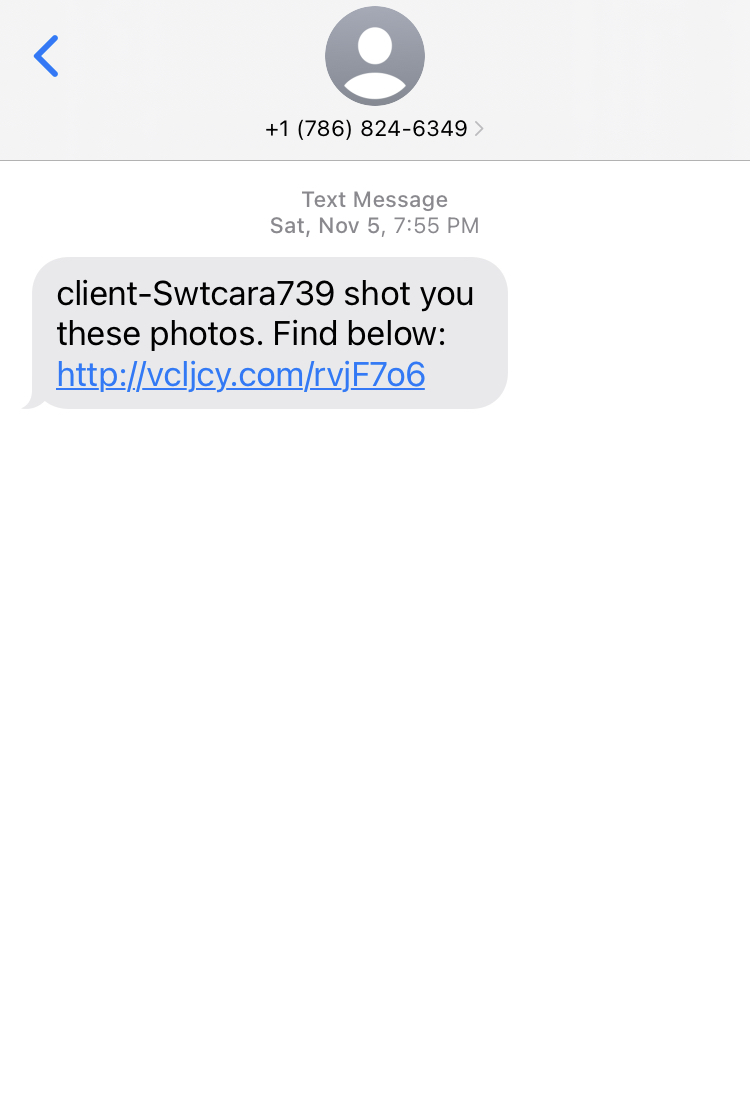 +1 (786) 824-6349
Text Message
Sat, Nov 5, 7:55 PM
client-Swtcara739 shot you
these photos. Find below:
http://vcljcy.com/rvjF7o6